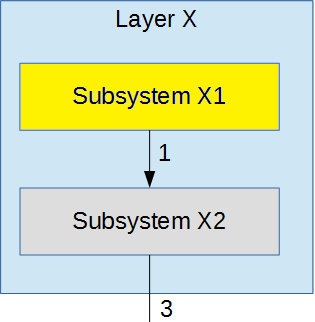 Layer X
Subsystem X1
1
Subsystem X2
3